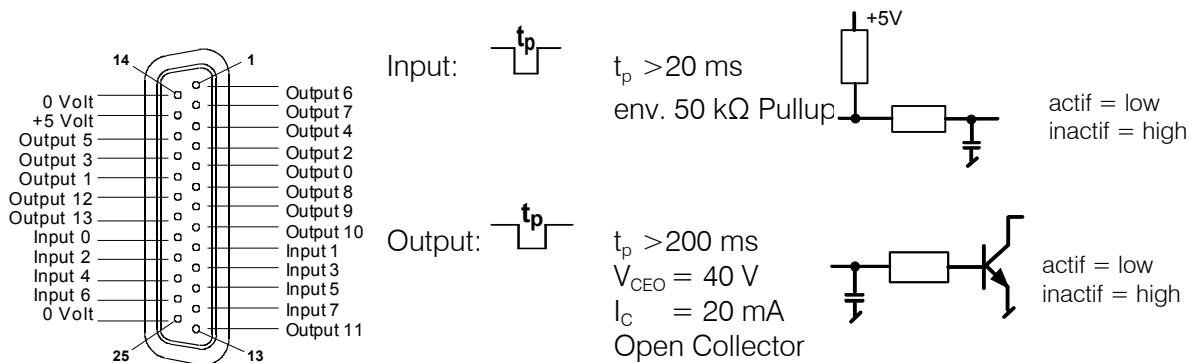 14
1
0 Volt
+5 Volt
Output 5
Output 3
Output 1
Output 12
Output 13
Input 0
Input 2
Input 4
Input 6
0 Volt
25
Output 6
Output 7
Output 4
Output 2
Output 0
Output 8
Output 9
Output 10
Input 1
Input 3
Input 5
Input 7
Output 11
13
Input:
tp
tp >20 ms
env. 50 kΩ Pullup
+5V
actif = low
inactif = high
Output:
tp
tp >200 ms
VCEO = 40 V
IC = 20 mA
Open Collector
actif = low
inactif = high